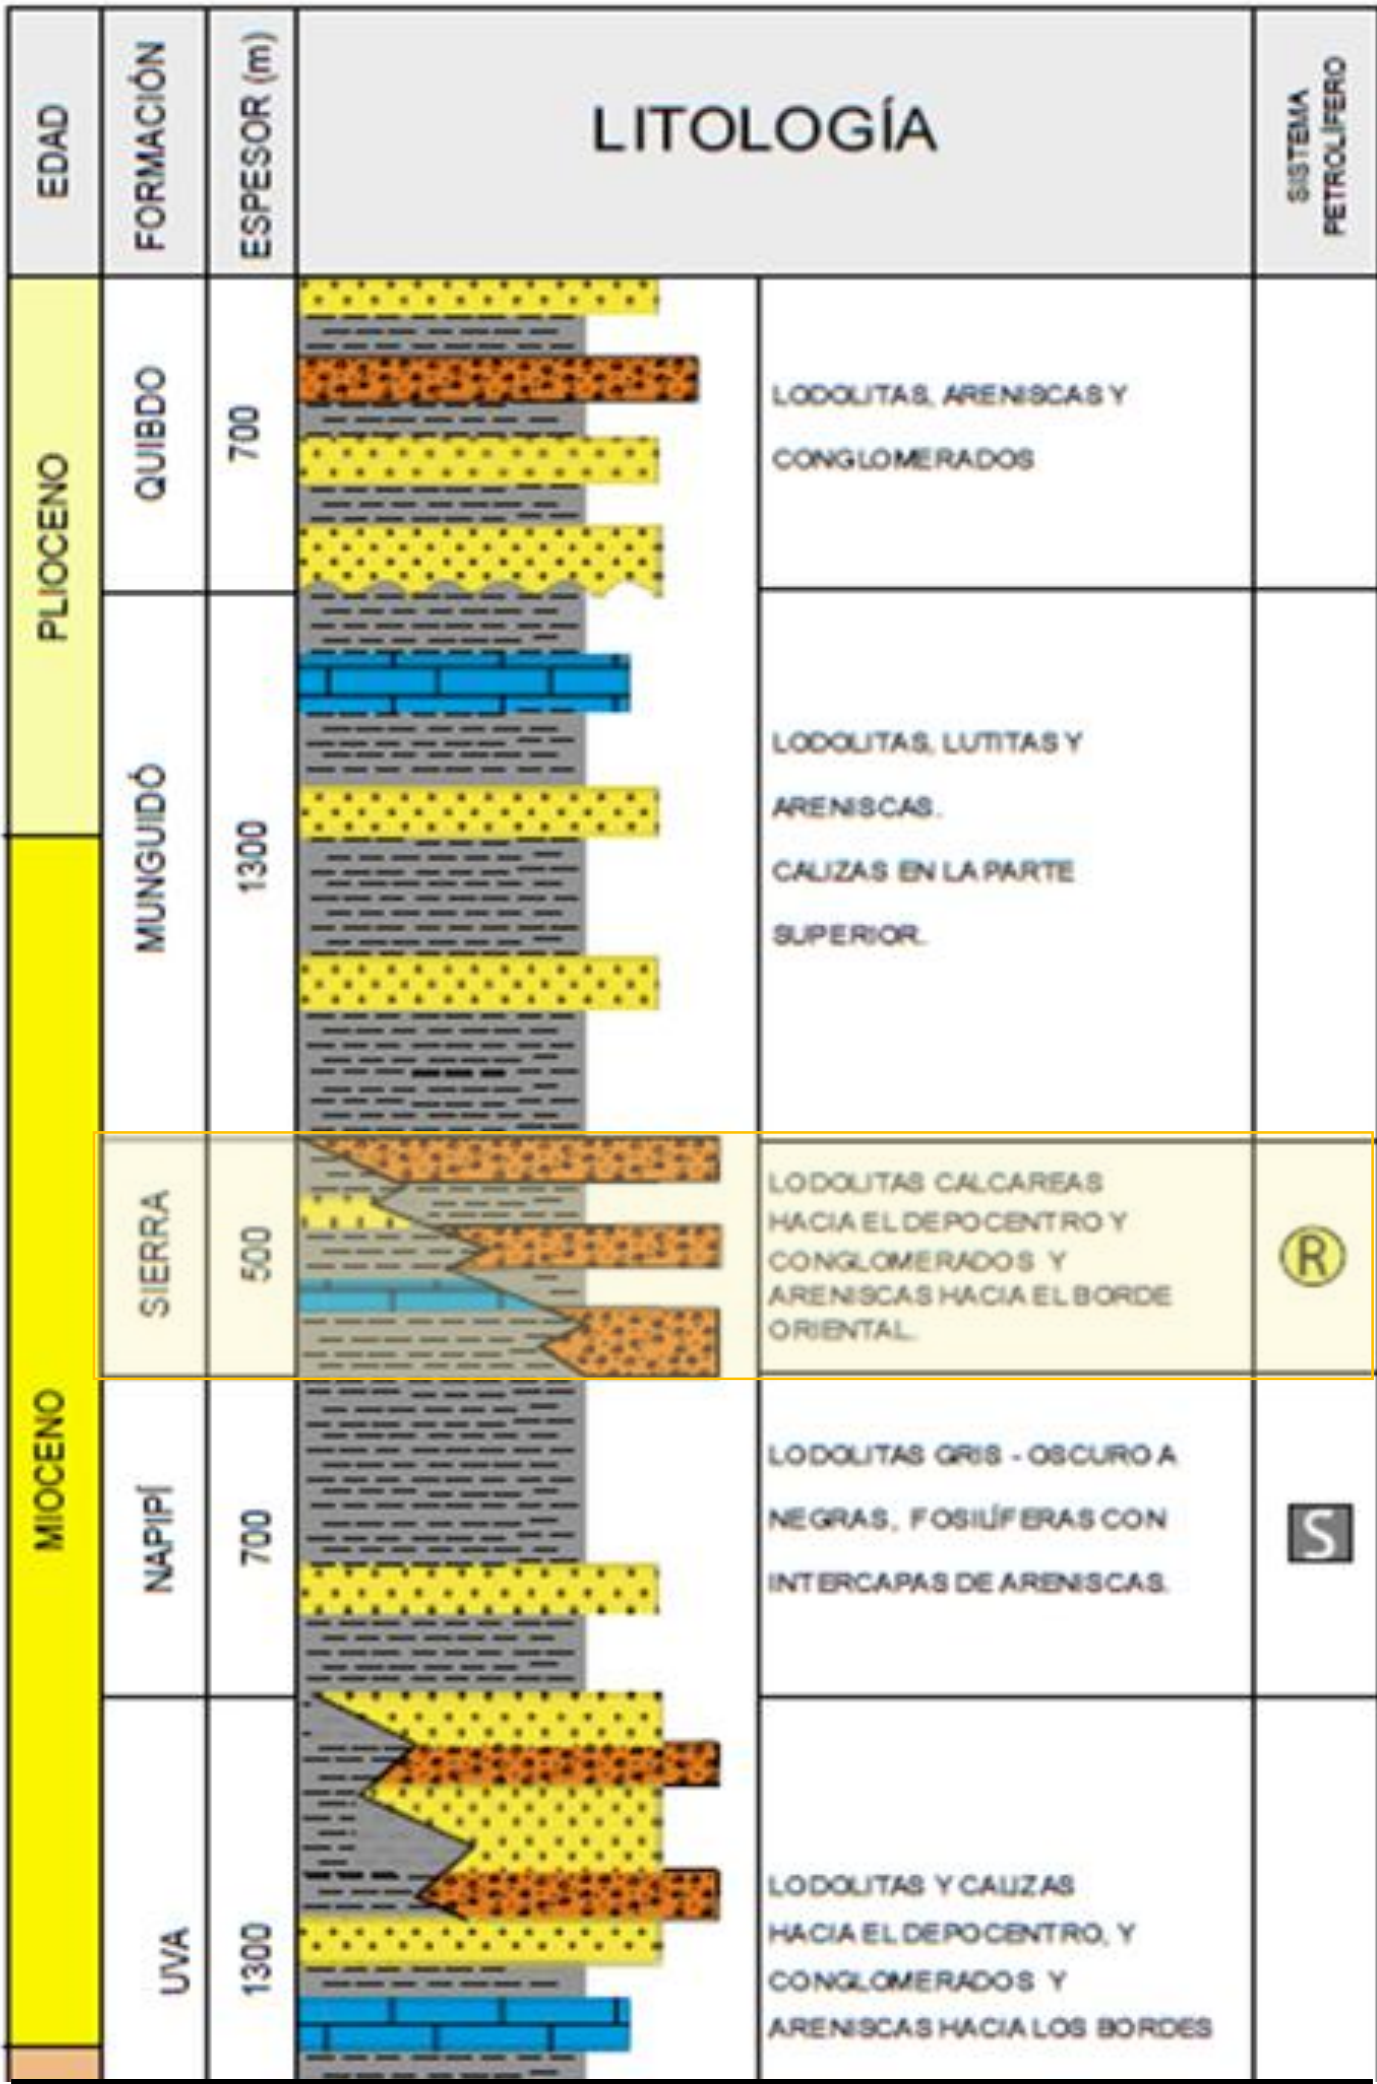 EDAD
FORMACIÓN
ESPESOR (m)
LITOLOGÍA
SISTEMA
PETROLÍFERO
PLIOCENO
QUIBDO
700
LODOLITAS, ARENISCAS Y
CONGLOMERADOS
MUNGUIDÓ
1300
LODOLITAS, LUTITAS Y
ARENISCAS.
CALIZAS EN LA PARTE
SUPERIOR.
MIOCENO
SIERRA
500
LODOLITAS CALCAREAS
HACIA EL DEPOCENTRO Y
CONGLOMERADOS Y
ARENISCAS HACIA EL BORDE
ORIENTAL.
R
NAPIPÍ
700
LODOLITAS GRIS - OSCURO A
NEGRAS, FOSILÍFERAS CON
INTERCAPAS DE ARENISCAS.
S
UVA
1300
LODOLITAS Y CALIZAS
HACIA EL DEPOCENTRO, Y
CONGLOMERADOS Y
ARENISCAS HACIA LOS BORDES